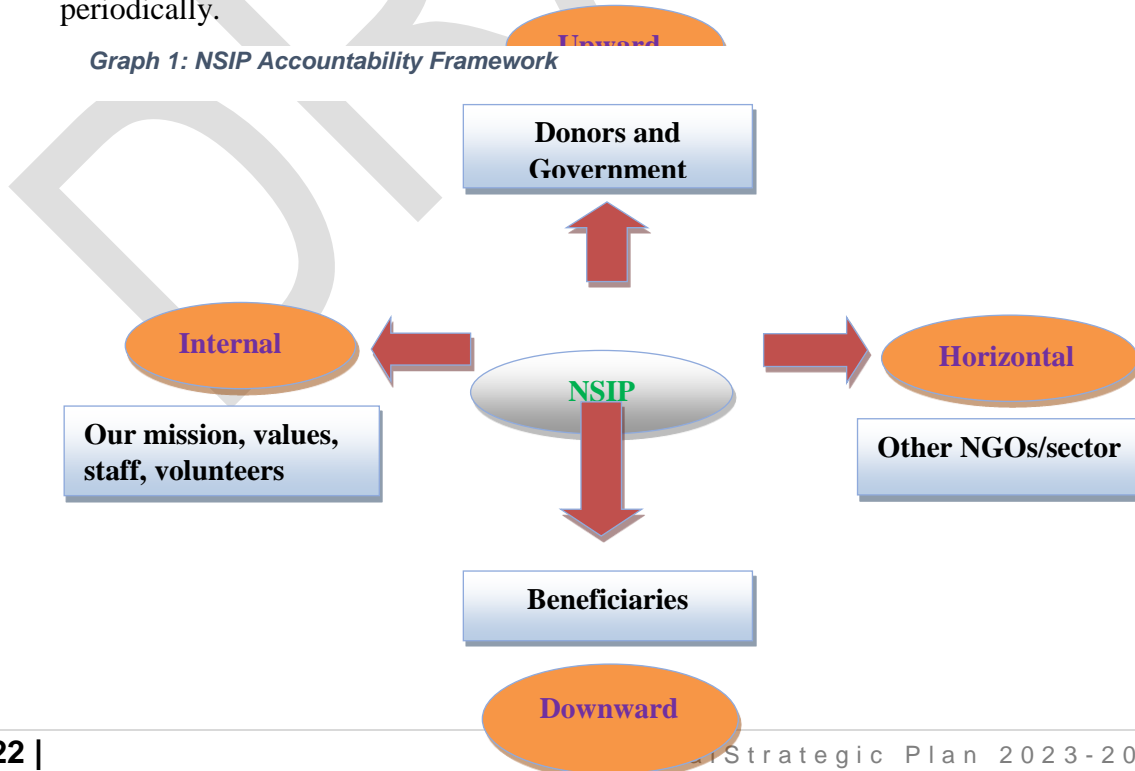 periodically.
Upward
Graph 1: NSIP Accountability Framework
Donors and
Government
Internal
Horizontal
NSIP
Our mission, values,
staff, volunteers
Other NGOs/sector
Beneficiaries
Downward
22 |
Strategic Plan 2023-20